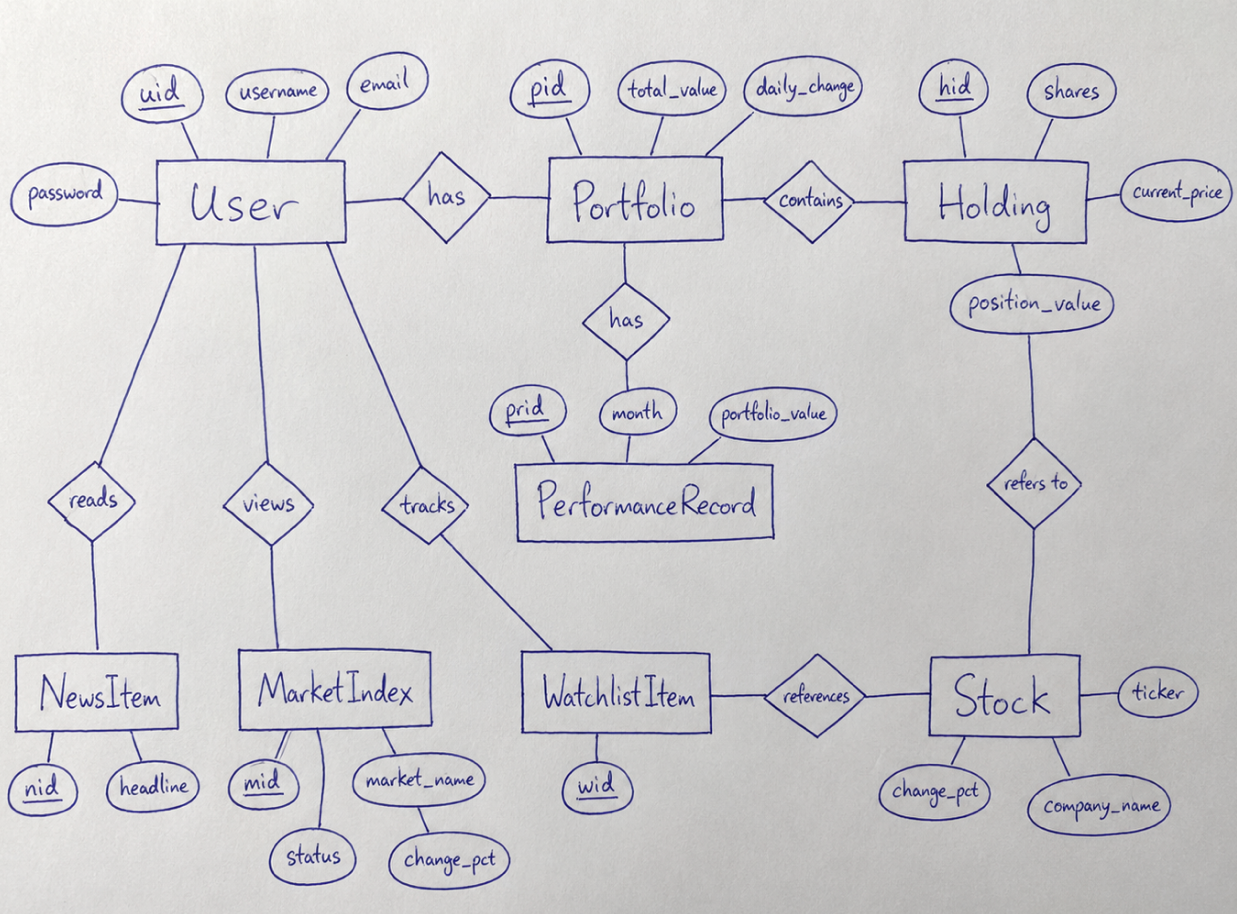 uid
username
email
pid
total_value
daily_change
hid
shares
password
User
has
Portfolio
contains
Holding
current_price
position_value
has
prid
month
portfolio_value
PerformanceRecord
reads
views
tracks
refers to
NewsItem
MarketIndex
WatchlistItem
references
Stock
ticker
nid
headline
mid
market_name
wid
change_pct
company_name
status
change_pct